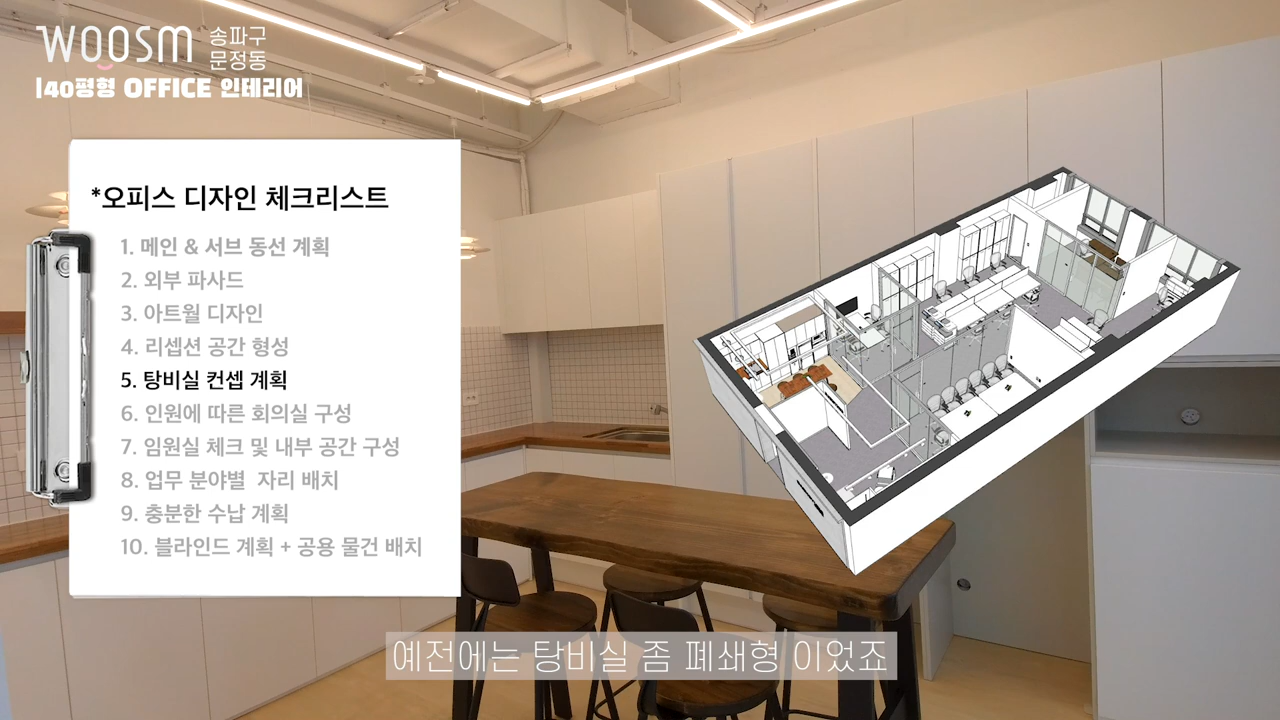 WOOSM
송파구
문정동
|40평형 OFFICE 인테리어
*오피스 디자인 체크리스트
1. 메인 & 서브 동선 계획
2. 외부 파사드
3. 아트월 디자인
4. 리셉션 공간 형성
5. 탕비실 컨셉 계획
6. 인원에 따른 회의실 구성
7. 임원실 체크 및 내부 공간 구성
8. 업무 분야별 자리 배치
9. 충분한 수납 계획
10. 블라인드 계획 + 공용 물건 배치
예전에는 탕비실 좀 폐쇄형 이었죠